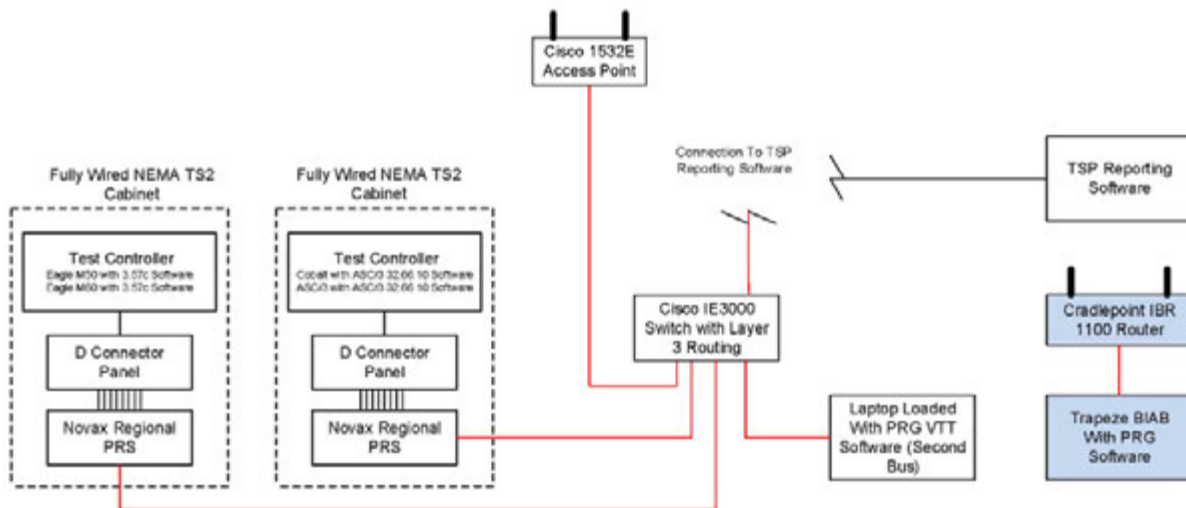 Cisco 1532E
Access Point
Connection To TSP
Reporting Software
TSP Reporting
Software
Fully Wired NEMA TS2
Cabinet
Test Controller
Eagle M50 with 3.57c Software
Eagle M60 with 3.57c Software
D Connector
Panel
Novax Regional
PRS
Fully Wired NEMA TS2
Cabinet
Test Controller
Cobalt with ASC/3 32.66.10 Software
ASC/3 with ASC/3 32.66.10 Software
D Connector
Panel
Novax Regional
PRS
Cisco IE3000
Switch with Layer
3 Routing
Laptop Loaded
With PRG VTT
Software (Second
Bus)
Cradlepoint IBR
1100 Router
Trapeze BIAB
With PRG
Software